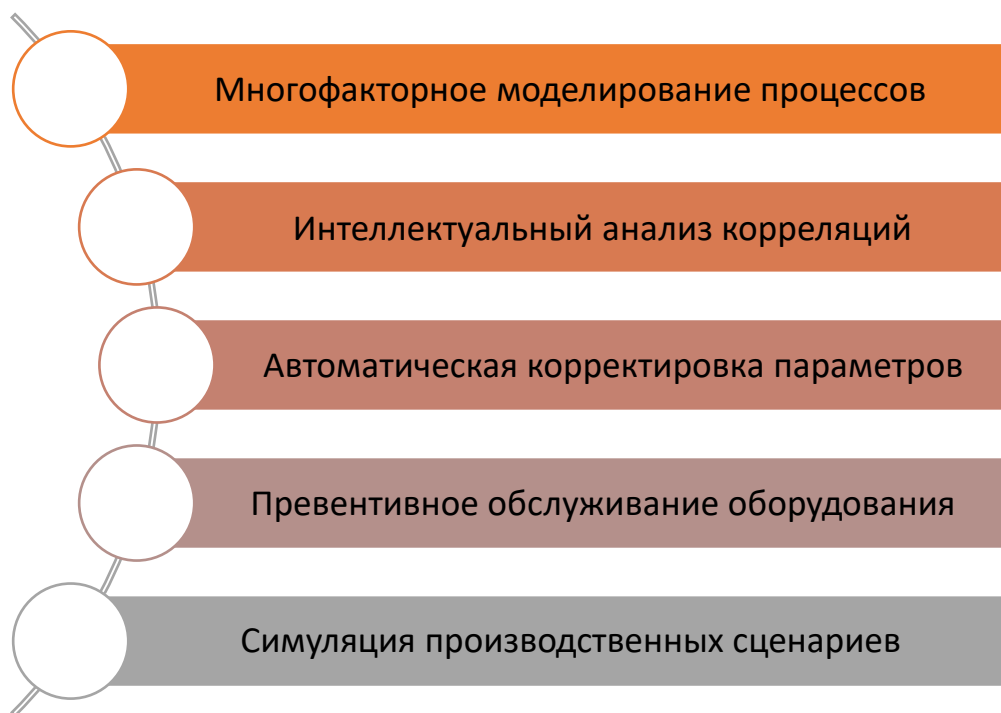 Многофакторное моделирование процессов
Интеллектуальный анализ корреляций
Автоматическая корректировка параметров
Превентивное обслуживание оборудования
Симуляция производственных сценариев